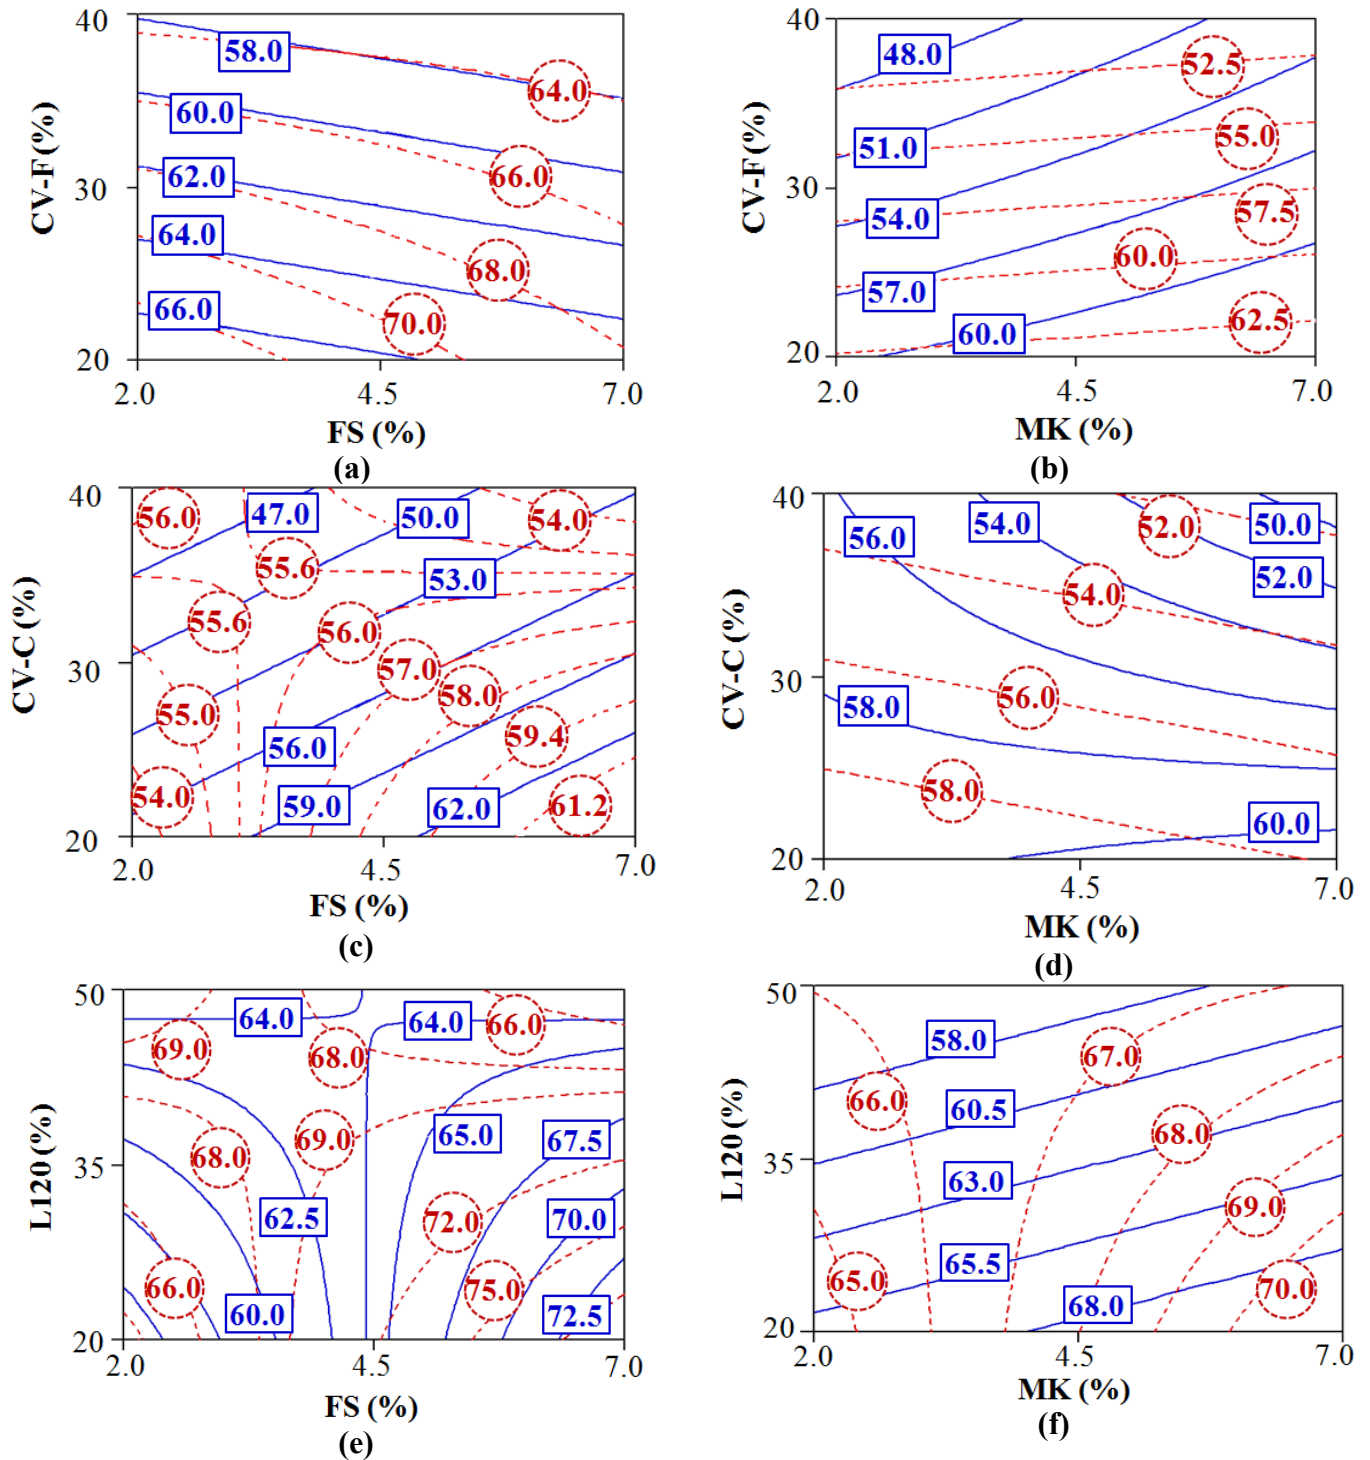 40
58.0
64.0
60.0
CV-F (%)
30
62.0
66.0
64.0
68.0
66.0
70.0
20
2.0 4.5 7.0
FS (%)
(a)
40
48.0
52.5
CV-F (%)
51.0
55.0
30
54.0
57.5
60.0
57.0
60.0
62.5
20
2.0 4.5 7.0
MK (%)
(b)
40
56.0 47.0 50.0 54.0
55.6
53.0
55.6
56.0
CV-C (%)
30
57.0
58.0
55.0
59.4
56.0
54.0
59.0 62.0 61.2
20
2.0 4.5 7.0
FS (%)
(c)
40
56.0 54.0 52.0 50.0
52.0
54.0
CV-C (%)
30
56.0
58.0
58.0
60.0
20
2.0 4.5 7.0
MK (%)
(d)
50
64.0 64.0 66.0
69.0
68.0
69.0 65.0 67.5
L120 (%)
35
68.0
62.5 72.0 70.0
66.0
75.0
60.0 72.5
20
2.0 4.5 7.0
FS (%)
(e)
50
58.0
67.0
66.0
60.5
68.0
L120 (%)
35
63.0
69.0
65.5
65.0
70.0
68.0
20
2.0 4.5 7.0
MK (%)
(f)